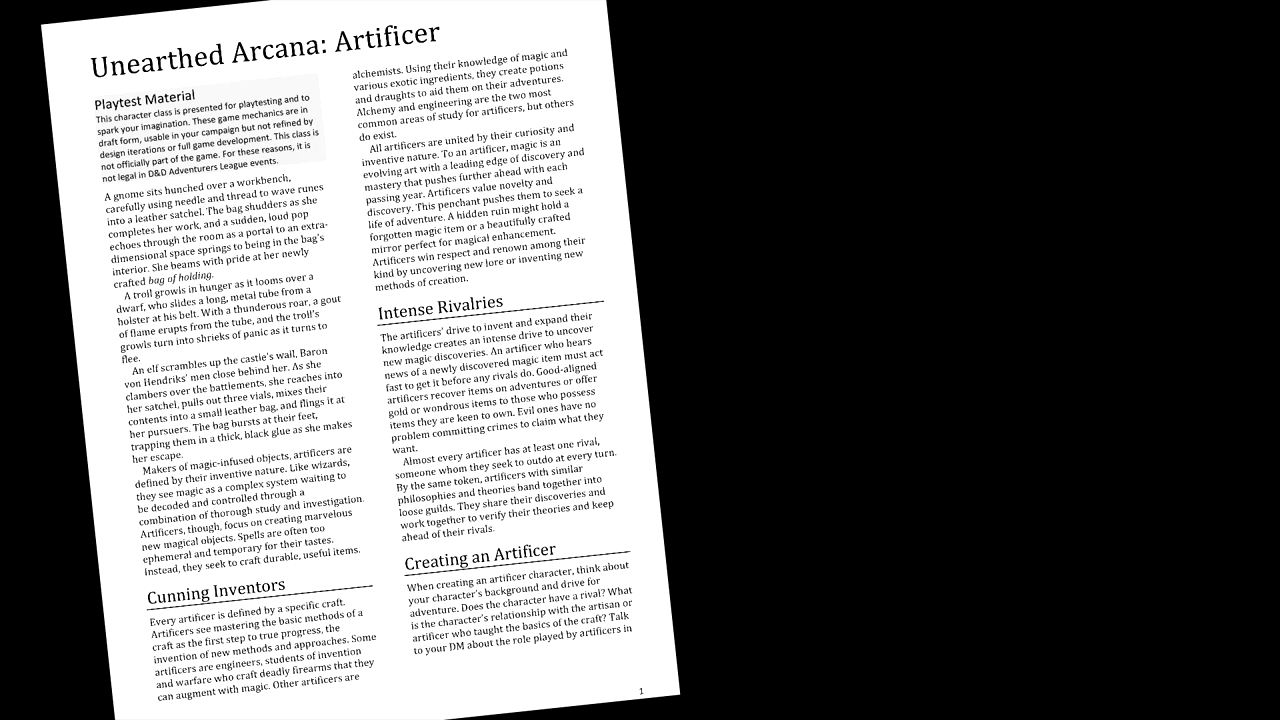 Unearthed Arcana: Artificer
Playtest Material
This character class is presented for playtesting and to
spark your imagination. These game mechanics are in
draft form, usable in your campaign but not refined by
design iterations or full game development. This class is
not officially part of the game. For these reasons, it is
not legal in D&D Adventurers League events.
A gnome sits hunched over a workbench,
carefully using needle and thread to wave runes
into a leather satchel. The bag shudders as she
completes her work, and a sudden, loud pop
echoes through the room as a portal to an extra-
dimensional space springs to being in the bag's
interior. She beams with pride at her newly
crafted bag of holding.
A troll growls in hunger as it looms over a
dwarf, who slides a long, metal tube from a
holster at his belt. With a thunderous roar, a gout
of flame erupts from the tube, and the troll's
growls turn into shrieks of panic as it turns to
flee.
An elf scrambles up the castle's wall, Baron
von Hendriks' men close behind her. As she
clambers over the battlements, she reaches into
her satchel, pulls out three vials, mixes their
contents into a small leather bag, and flings it at
her pursuers. The bag bursts at their feet,
trapping them in a thick, black glue as she makes
her escape.
Makers of magic-infused objects, artificers are
defined by their inventive nature. Like wizards,
they see magic as a complex system waiting to
be decoded and controlled through a
combination of thorough study and investigation.
Artificers, though, focus on creating marvelous
new magical objects. Spells are often too
ephemeral and temporary for their tastes.
Instead, they seek to craft durable, useful items.
Cunning Inventors
Every artificer is defined by a specific craft.
Artificers see mastering the basic methods of a
craft as the first step to true progress, the
invention of new methods and approaches. Some
artificers are engineers, students of invention
and warfare who craft deadly firearms that they
can augment with magic. Other artificers are
alchemists. Using their knowledge of magic and
various exotic ingredients, they create potions
and draughts to aid them on their adventures.
Alchemy and engineering are the two most
common areas of study for artificers, but others
do exist.
All artificers are united by their curiosity and
inventive nature. To an artificer, magic is an
evolving art with a leading edge of discovery and
mastery that pushes further ahead with each
passing year. Artificers value novelty and
discovery. This penchant pushes them to seek a
life of adventure. A hidden ruin might hold a
forgotten magic item or a beautifully crafted
mirror perfect for magical enhancement.
Artificers win respect and renown among their
kind by uncovering new lore or inventing new
methods of creation.
Intense Rivalries
The artificers' drive to invent and expand their
knowledge creates an intense drive to uncover
new magic discoveries. An artificer who hears
news of a newly discovered magic item must act
fast to get it before any rivals do. Good-aligned
artificers recover items on adventures or offer
gold or wondrous items to those who possess
items they are keen to own. Evil ones have no
problem committing crimes to claim what they
want.
Almost every artificer has at least one rival,
someone whom they seek to outdo at every turn.
By the same token, artificers with similar
philosophies and theories band together into
loose guilds. They share their discoveries and
work together to verify their theories and keep
ahead of their rivals.
Creating an Artificer
When creating an artificer character, think about
your character's background and drive for
adventure. Does the character have a rival? What
is the character's relationship with the artisan or
artificer who taught the basics of the craft? Talk
to your DM about the role played by artificers in
1